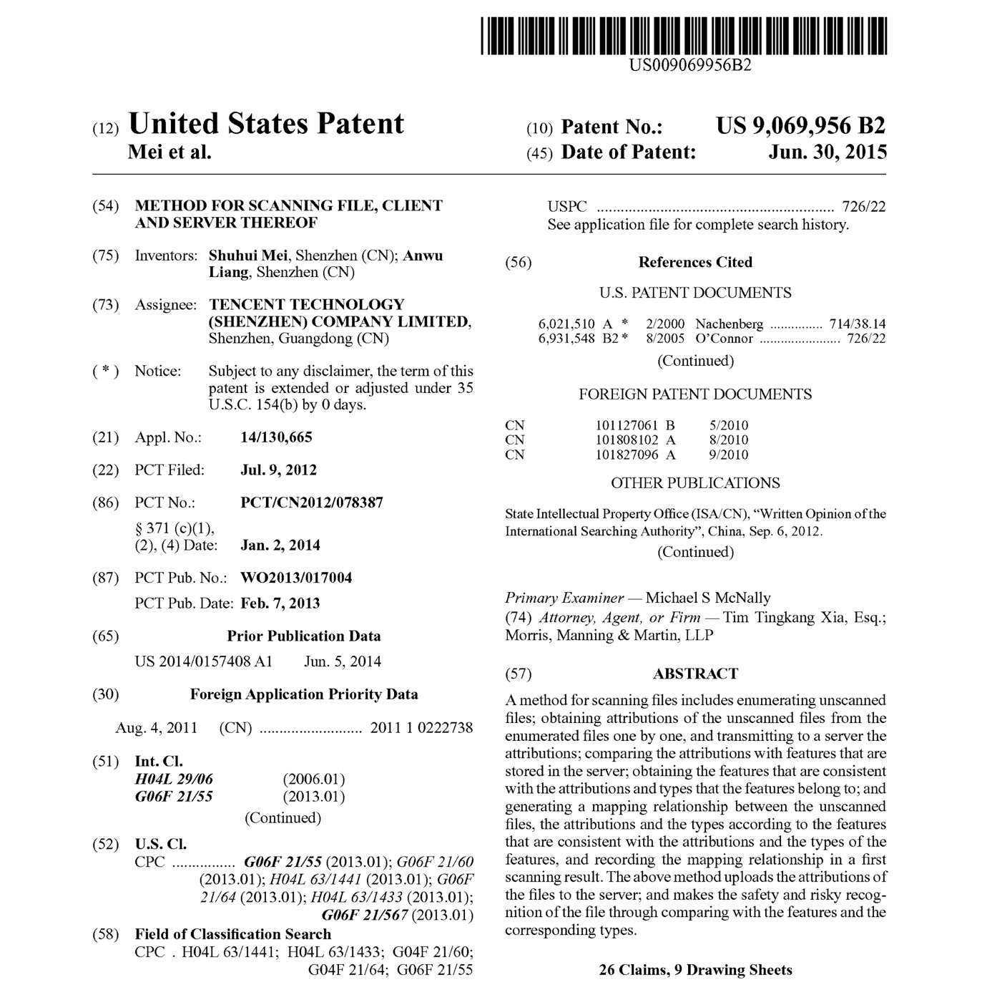 US009069956B2
(12) United States Patent
Mei et al.
(10) Patent No.: US 9,069,956 B2
(45) Date of Patent: Jun. 30, 2015
(54) METHOD FOR SCANNING FILE, CLIENT
AND SERVER THEREOF
(75) Inventors: Shuhui Mei, Shenzhen (CN); Anwu
Liang, Shenzhen (CN)
(73) Assignee: TENCENT TECHNOLOGY
(SHENZHEN) COMPANY LIMITED,
Shenzhen, Guangdong (CN)
( * ) Notice: Subject to any disclaimer, the term of this
patent is extended or adjusted under 35
U.S.C. 154(b) by 0 days.
(21) Appl. No.: 14/130,665
(22) PCT Filed: Jul. 9, 2012
(86) PCT No.: PCT/CN2012/078387
§ 371 (c)(1),
(2), (4) Date: Jan. 2, 2014
(87) PCT Pub. No.: WO2013/017004
PCT Pub. Date: Feb. 7, 2013
(65) Prior Publication Data
US 2014/0157408 A1 Jun. 5, 2014
(30) Foreign Application Priority Data
Aug. 4, 2011 (CN) ......................... 2011 1 0222738
(51) Int. Cl.
H04L 29/06 (2006.01)
G06F 21/55 (2013.01)
(Continued)
(52) U.S. Cl.
CPC ............... G06F 21/55 (2013.01); G06F 21/60
(2013.01); H04L 63/1441 (2013.01); G06F
21/64 (2013.01); H04L 63/1433 (2013.01);
G06F 21/567 (2013.01)
(58) Field of Classification Search
CPC . H04L 63/1441; H04L 63/1433; G04F 21/60;
G04F 21/64; G06F 21/55
USPC ............................................................ 726/22
See application file for complete search history.
(56) References Cited
U.S. PATENT DOCUMENTS
6,021,510 A * 2/2000 Nachenberg ............... 714/38.14
6,931,548 B2 * 8/2005 O'Connor ....................... 726/22
(Continued)
FOREIGN PATENT DOCUMENTS
CN 101127061 B 5/2010
CN 101808102 A 8/2010
CN 101827096 A 9/2010
OTHER PUBLICATIONS
State Intellectual Property Office (ISA/CN), “Written Opinion of the
International Searching Authority”, China, Sep. 6, 2012.
(Continued)
Primary Examiner — Michael S McNally
(74) Attorney, Agent, or Firm — Tim Tingkang Xia, Esq.;
Morris, Manning & Martin, LLP
(57) ABSTRACT
A method for scanning files includes enumerating unscanned
files; obtaining attributions of the unscanned files from the
enumerated files one by one, and transmitting to a server the
attributions; comparing the attributions with features that are
stored in the server; obtaining the features that are consistent
with the attributions and types that the features belong to; and
generating a mapping relationship between the unscanned
files, the attributions and the types according to the features
that are consistent with the attributions and the types of the
features, and recording the mapping relationship in a first
scanning result. The above method uploads the attributions of
the files to the server; and makes the safety and risky recog-
nition of the file through comparing with the features and the
corresponding types.
26 Claims, 9 Drawing Sheets